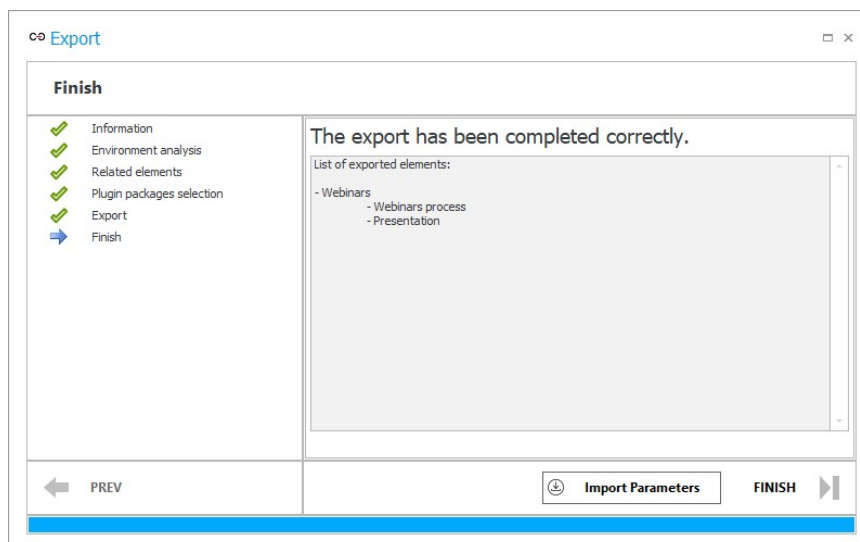 Export
Finish
Information
Environment analysis
Related elements
Plugin packages selection
Export
Finish
The export has been completed correctly.
List of exported elements:
- Webinars
- Webinars process
- Presentation
PREV
Import Parameters
FINISH